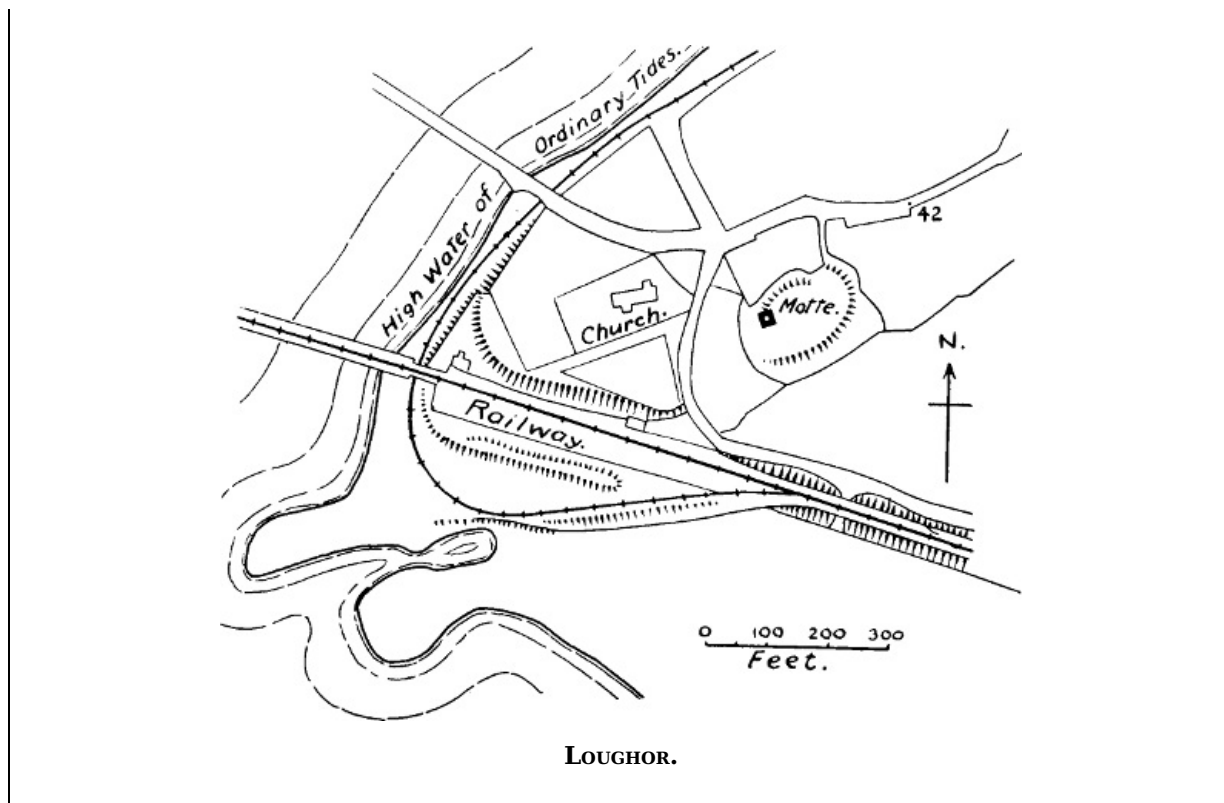 High Water of Ordinary Tides.
42
Motte.
Church.
N.
Railway.
0 100 200 300
Feet.
LOUGHOR.